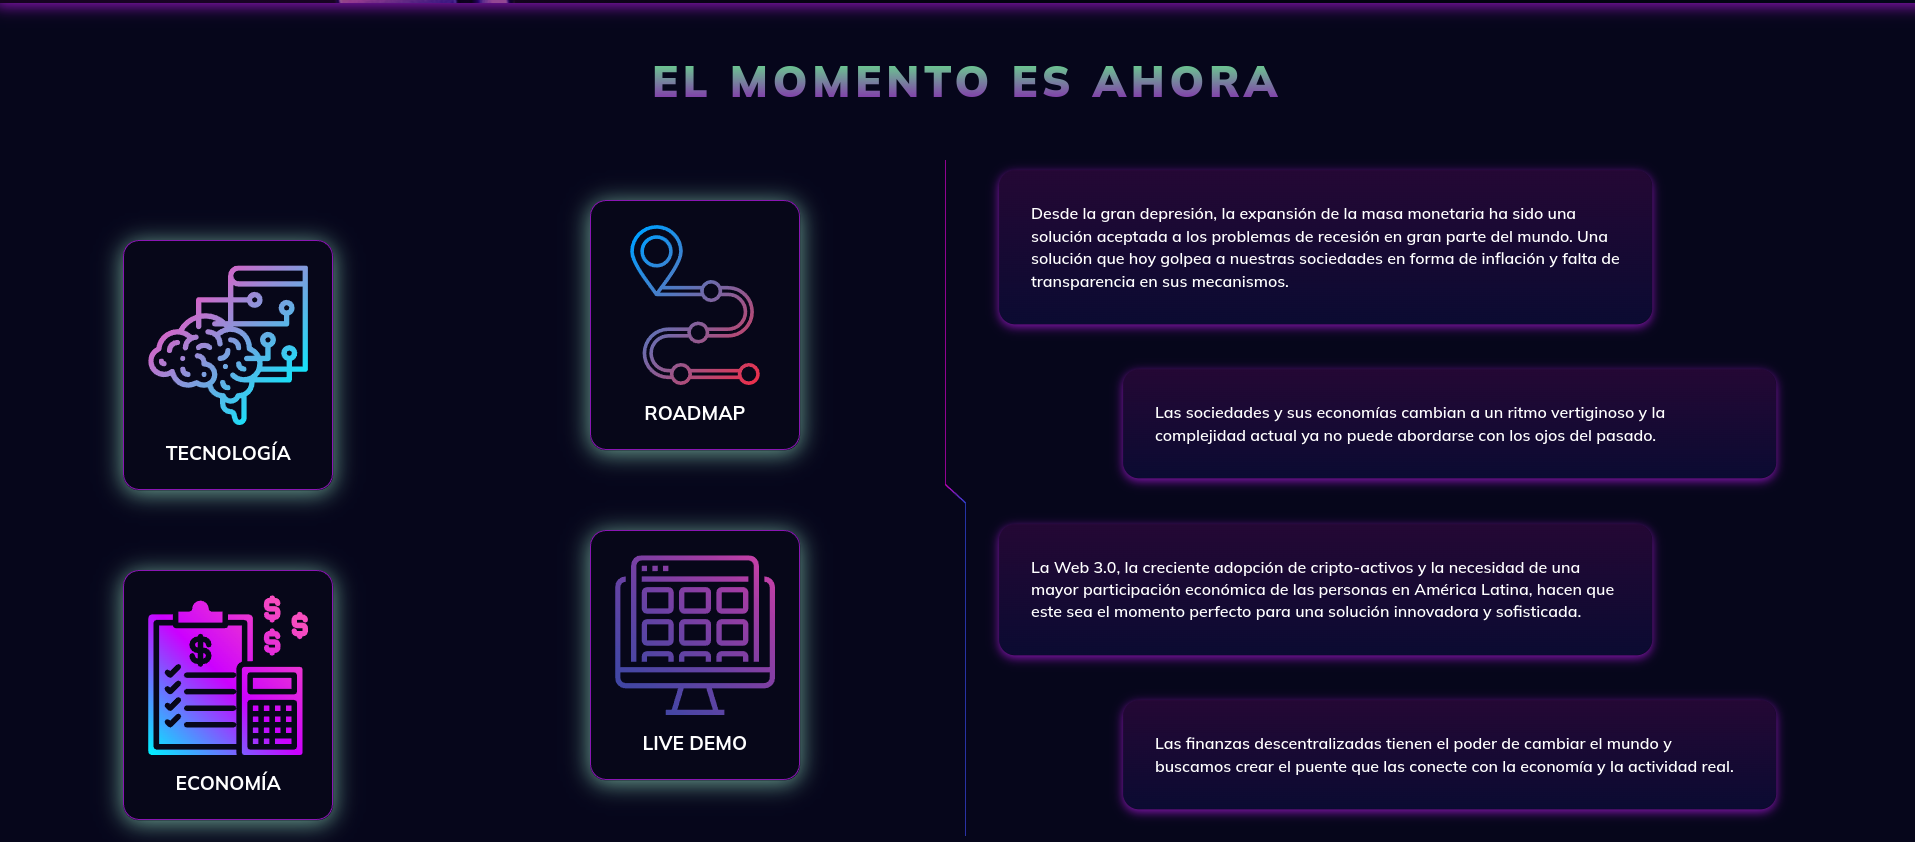 EL MOMENTO ES AHORA
TECNOLOGÍA
ROADMAP
$
$
$
$
ECONOMÍA
LIVE DEMO
Desde la gran depresión, la expansión de la masa monetaria ha sido una
solución aceptada a los problemas de recesión en gran parte del mundo. Una
solución que hoy golpea a nuestras sociedades en forma de inflación y falta de
transparencia en sus mecanismos.
Las sociedades y sus economías cambian a un ritmo vertiginoso y la
complejidad actual ya no puede abordarse con los ojos del pasado.
La Web 3.0, la creciente adopción de cripto-activos y la necesidad de una
mayor participación económica de las personas en América Latina, hacen que
este sea el momento perfecto para una solución innovadora y sofisticada.
Las finanzas descentralizadas tienen el poder de cambiar el mundo y
buscamos crear el puente que las conecte con la economía y la actividad real.